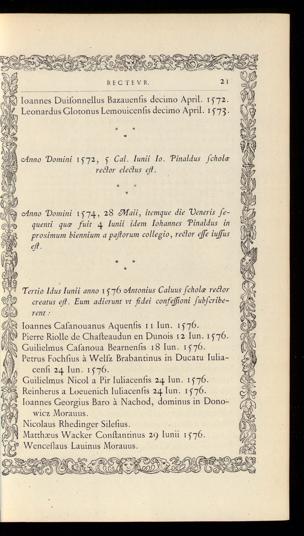 RECTEVR. 21
Ioannes Duisonnellus Bazauensis decimo April. 1572.
Leonardus Glotonus Lemouicensis decimo April. 1573.
Anno Domini 1572, 5 Cal. Iunii Io. Pinaldus scholæ
rector electus est.
Anno Domini 1574, 28 Maii, itemque die Veneris se-
quenti quæ fuit 4 Iunii idem Iohannes Pinaldus in
proximum biennium a pastorum collegio, rector esse iussus
est.
Tertio Idus Iunii anno 1576 Antonius Caluus scholæ rector
creatus est. Eum adierunt vt fidei confessioni subscribe-
rent :
Ioannes Casanouanus Aquensis 11 Iun. 1576.
Pierre Riolle de Chasteaudun en Dunois 12 Iun. 1576.
Guilielmus Casanoua Bearnensis 18 Iun. 1576.
Petrus Fochsius à Welfz Brabantinus in Ducatu Iulia-
censi 24 Iun. 1576.
Guilielmus Nicol a Pir Iuliacensis 24 Iun. 1576.
Reinherus a Loeuenich Iuliacensis 24 Iun. 1576.
Ioannes Georgius Baro à Nachod, dominus in Dono-
wicz Morauus.
Nicolaus Rhedinger Silesius.
Matthæus Wacker Constantinus 29 Iunii 1576.
Wenceslaus Lauinus Morauus.